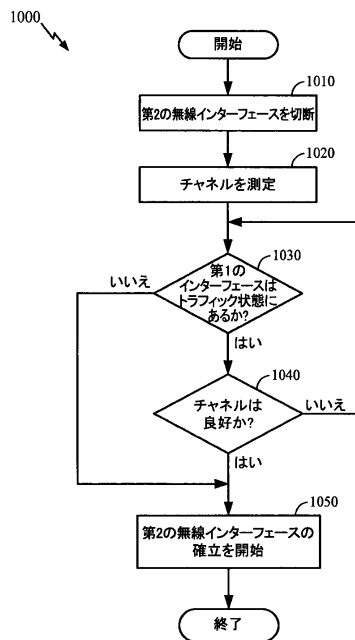 1000
開始
1010
第2の無線インターフェースを切断
1020
チャネルを測定
1030
第1の
インターフェースは
トラフィック状態に
あるか?
いいえ
はい
1040
チャネルは
良好か?
いいえ
はい
1050
第2の無線インターフェースの
確立を開始
終了